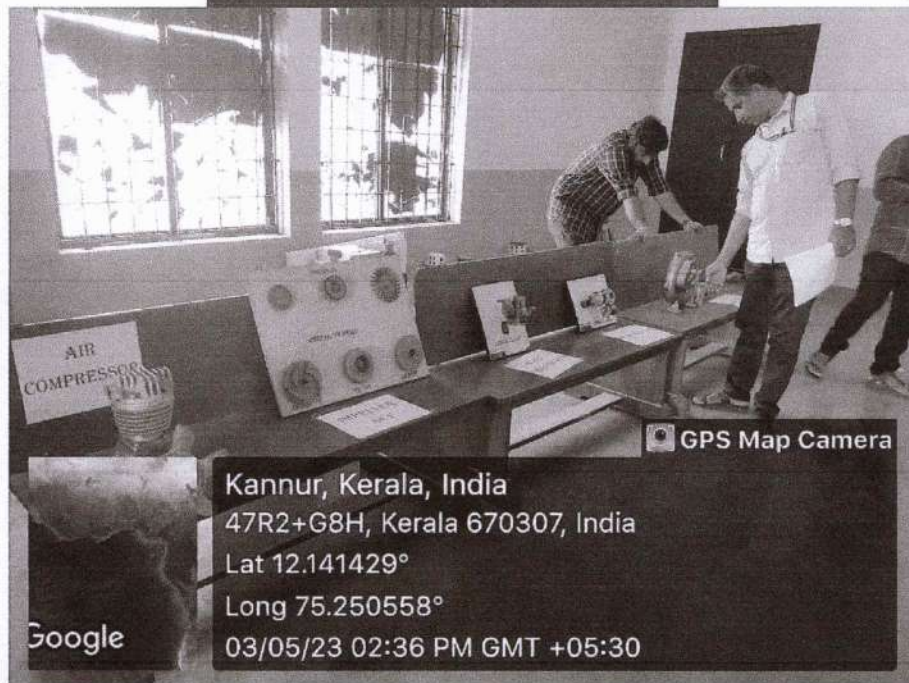 AIR
COMPRESSOR
IMPELLER
GPS Map Camera
Kannur, Kerala, India
47R2+G8H, Kerala 670307, India
Lat 12.141429°
Long 75.250558°
03/05/23 02:36 PM GMT +05:30
Google